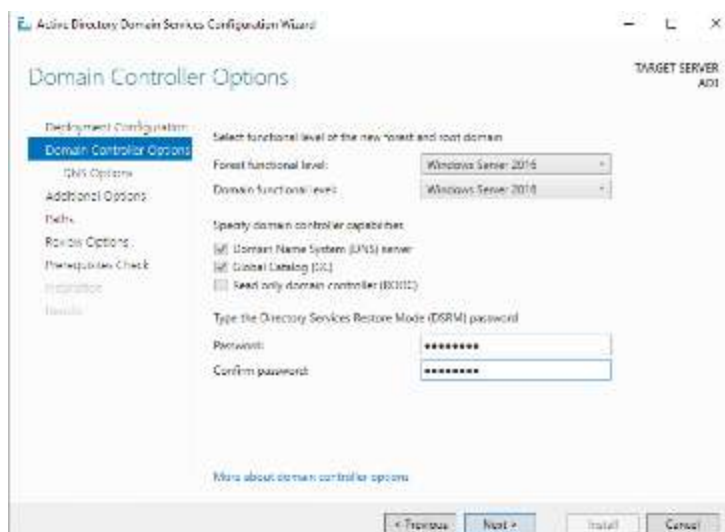 Active Directory Domain Services Configuration Wizard
Domain Controller Options
TARGET SERVER
AD1
Deployment Configuration
Domain Controller Options
DNS Options
Additional Options
Paths
Review Options
Prerequisites Check
Installation
Results
Select functional level of the new forest and root domain
Forest functional level:
Windows Server 2016
Domain functional level:
Windows Server 2016
Specify domain controller capabilities
Domain Name System (DNS) server
Global Catalog (GC)
Read only domain controller (RODC)
Type the Directory Services Restore Mode (DSRM) password
Password:
••••••••
Confirm password:
••••••••
More about domain controller options
< Previous
Next >
Install
Cancel